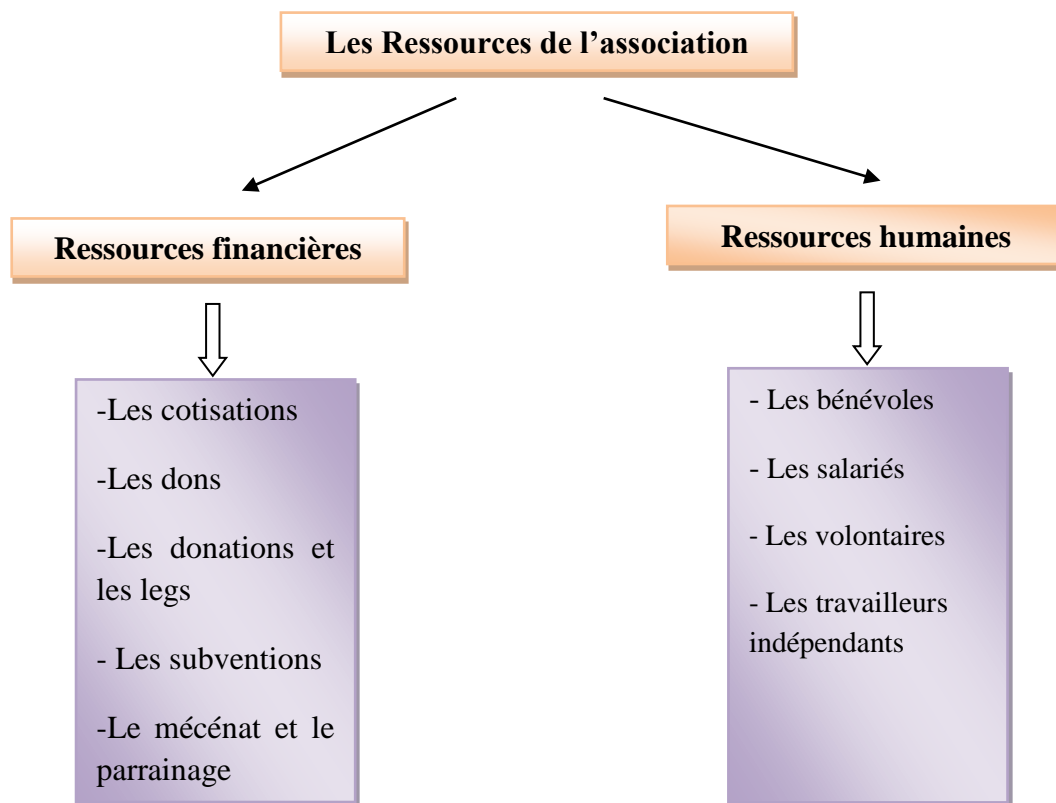 Les Ressources de l’association
Ressources financières
Ressources humaines
-Les cotisations
-Les dons
-Les donations et
les legs
- Les subventions
-Le mécénat et le
parrainage
- Les bénévoles
- Les salariés
- Les volontaires
- Les travailleurs
indépendants